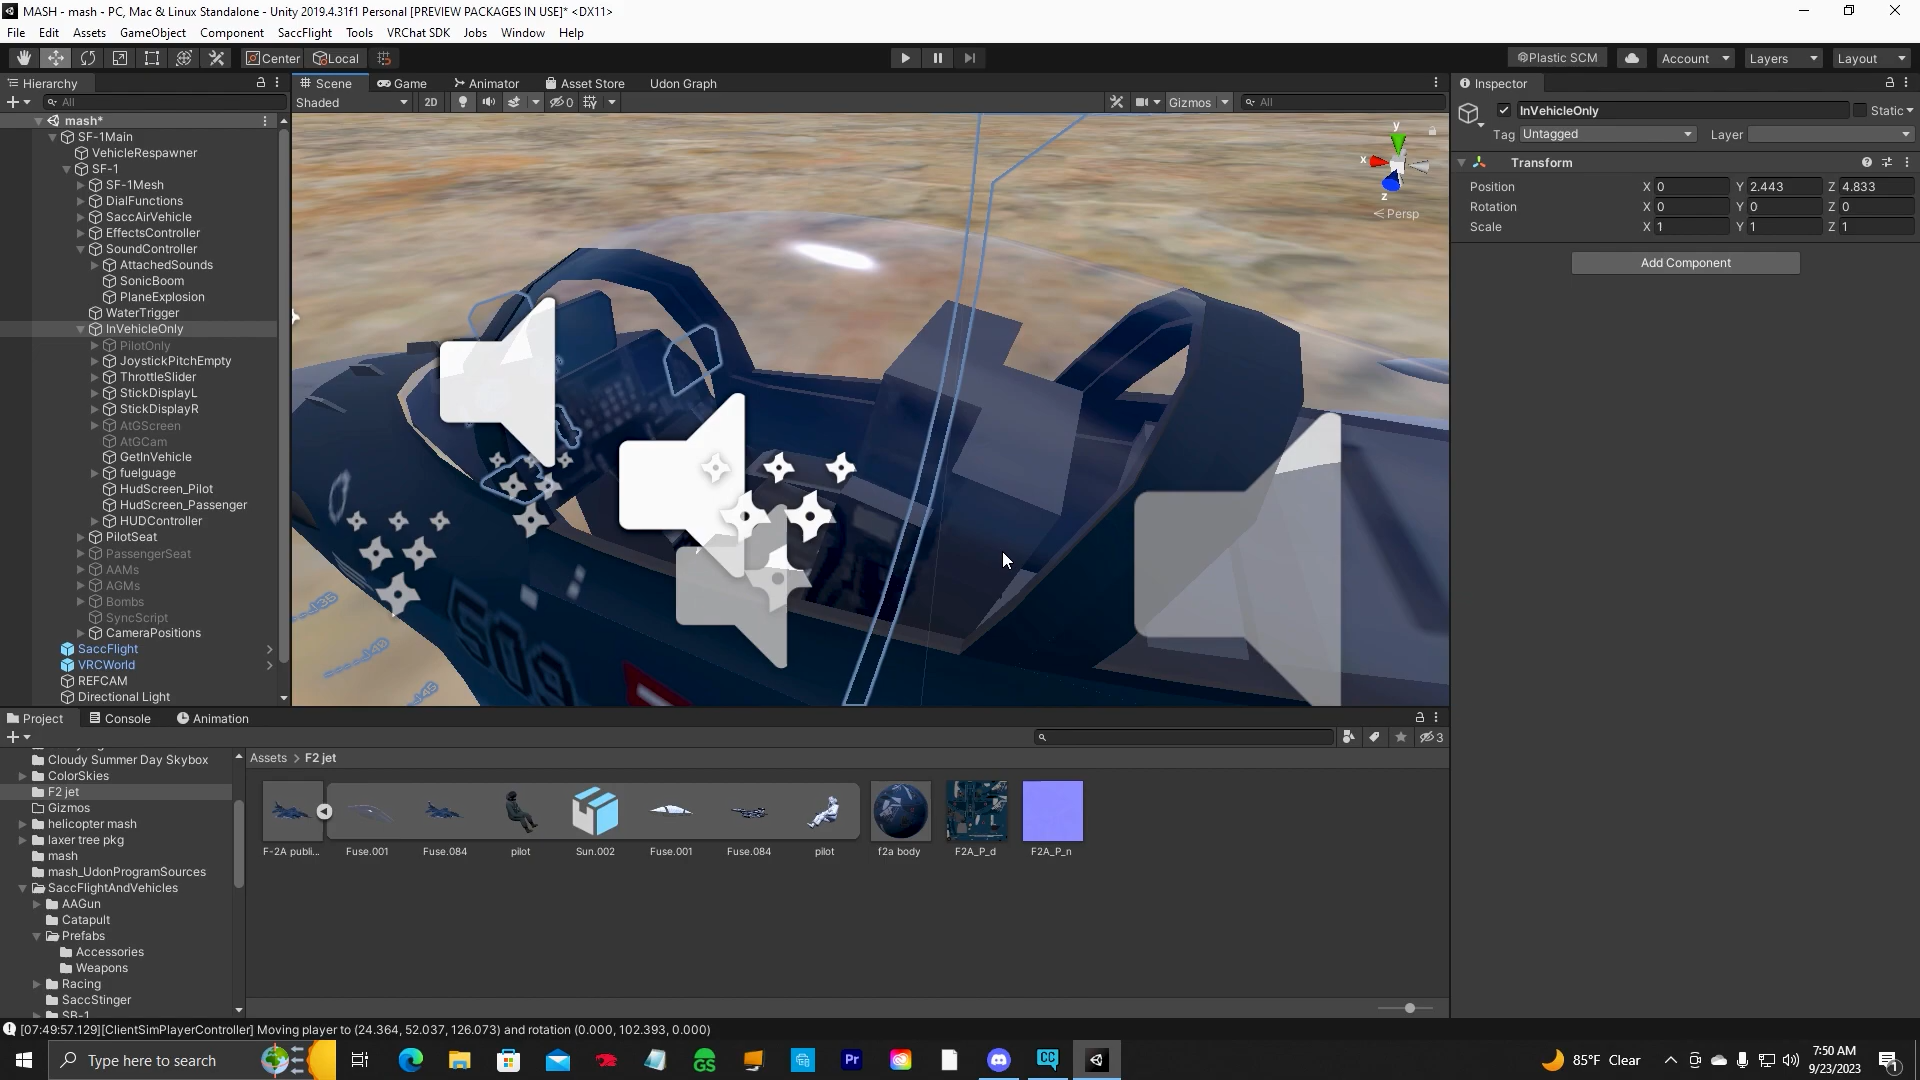 MASH - mash - PC, Mac & Linux Standalone - Unity 2019.4.31f1 Personal [PREVIEW PACKAGES IN USE]* <DX11>
File Edit Assets GameObject Component SaccFlight Tools VRChat SDK Jobs Window Help
Center Local Plastic SCM Account Layers Layout
Hierarchy
All
mash*
SF-1Main
VehicleRespawner
SF-1
SF-1Mesh
DialFunctions
SaccAirVehicle
EffectsController
SoundController
AttachedSounds
SonicBoom
PlaneExplosion
WaterTrigger
InVehicleOnly
PilotOnly
JoystickPitchEmpty
ThrottleSlider
StickDisplayL
StickDisplayR
AtGScreen
AtGCam
GetInVehicle
fuelguage
HudScreen_Pilot
HudScreen_Passenger
HUDController
PilotSeat
PassengerSeat
AAMs
AGMs
Bombs
SyncScript
CameraPositions
SaccFlight
VRCWorld
REFCAM
Directional Light
Scene Game Animator Asset Store Udon Graph
Shaded 2D 0 Gizmos All
y
x
z
Persp
509
Inspector
InVehicleOnly Static
Tag Untagged Layer
Transform
Position X 0 Y 2.443 Z 4.833
Rotation X 0 Y 0 Z 0
Scale X 1 Y 1 Z 1
Add Component
Project Console Animation
3
Cloudy Summer Day Skybox
ColorSkies
F2 jet
Gizmos
helicopter mash
laxer tree pkg
mash
mash_UdonProgramSources
SaccFlightAndVehicles
AAGun
Catapult
Prefabs
Accessories
Weapons
Racing
SaccStinger
SB-1
Assets > F2 jet
F-2A publi... Fuse.001 Fuse.084 pilot Sun.002 Fuse.001 Fuse.084 pilot f2a body F2A_P_d F2A_P_n
[07:49:57.129][ClientSimPlayerController] Moving player to (24.364, 52.037, 126.073) and rotation (0.000, 102.393, 0.000)
Type here to search
GS
Pr
CC
85°F Clear
7:50 AM
9/23/2023
1